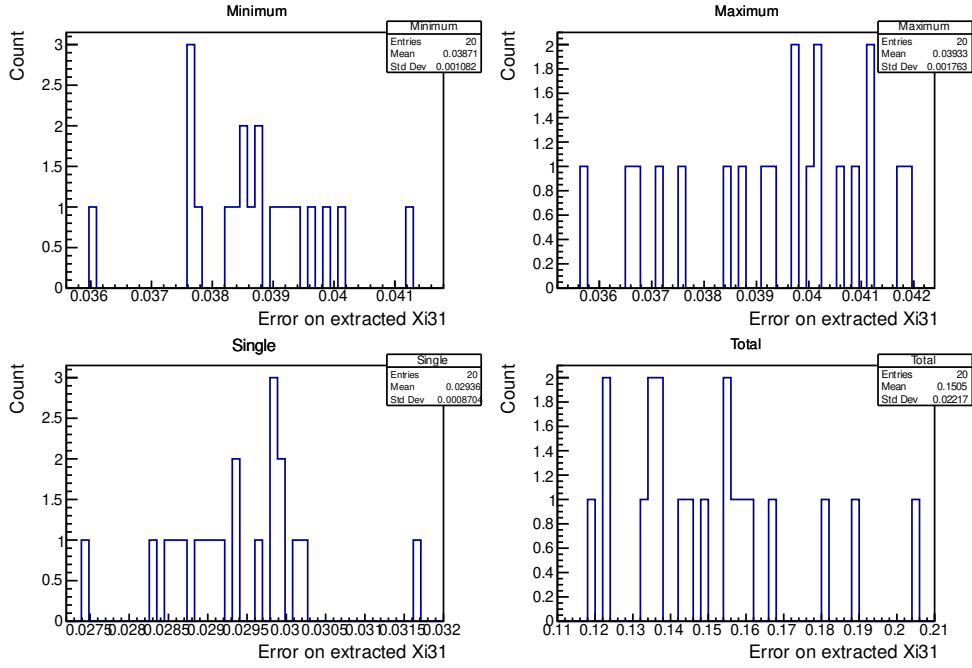 Minimum
Count
3
2.5
2
1.5
1
0.5
0
0.036 0.037 0.038 0.039 0.04 0.041
Error on extracted Xi31
Minimum
Entries 20
Mean 0.03871
Std Dev 0.001082
Maximum
Count
2
1.8
1.6
1.4
1.2
1
0.8
0.6
0.4
0.2
0
0.036 0.037 0.038 0.039 0.04 0.041 0.042
Error on extracted Xi31
Maximum
Entries 20
Mean 0.03933
Std Dev 0.001763
Single
Count
3
2.5
2
1.5
1
0.5
0
0.0275 0.028 0.0285 0.029 0.0295 0.03 0.0305 0.031 0.0315 0.032
Error on extracted Xi31
Single
Entries 20
Mean 0.02936
Std Dev 0.0008704
Total
Count
2
1.8
1.6
1.4
1.2
1
0.8
0.6
0.4
0.2
0
0.11 0.12 0.13 0.14 0.15 0.16 0.17 0.18 0.19 0.2 0.21
Error on extracted Xi31
Total
Entries 20
Mean 0.1505
Std Dev 0.02217